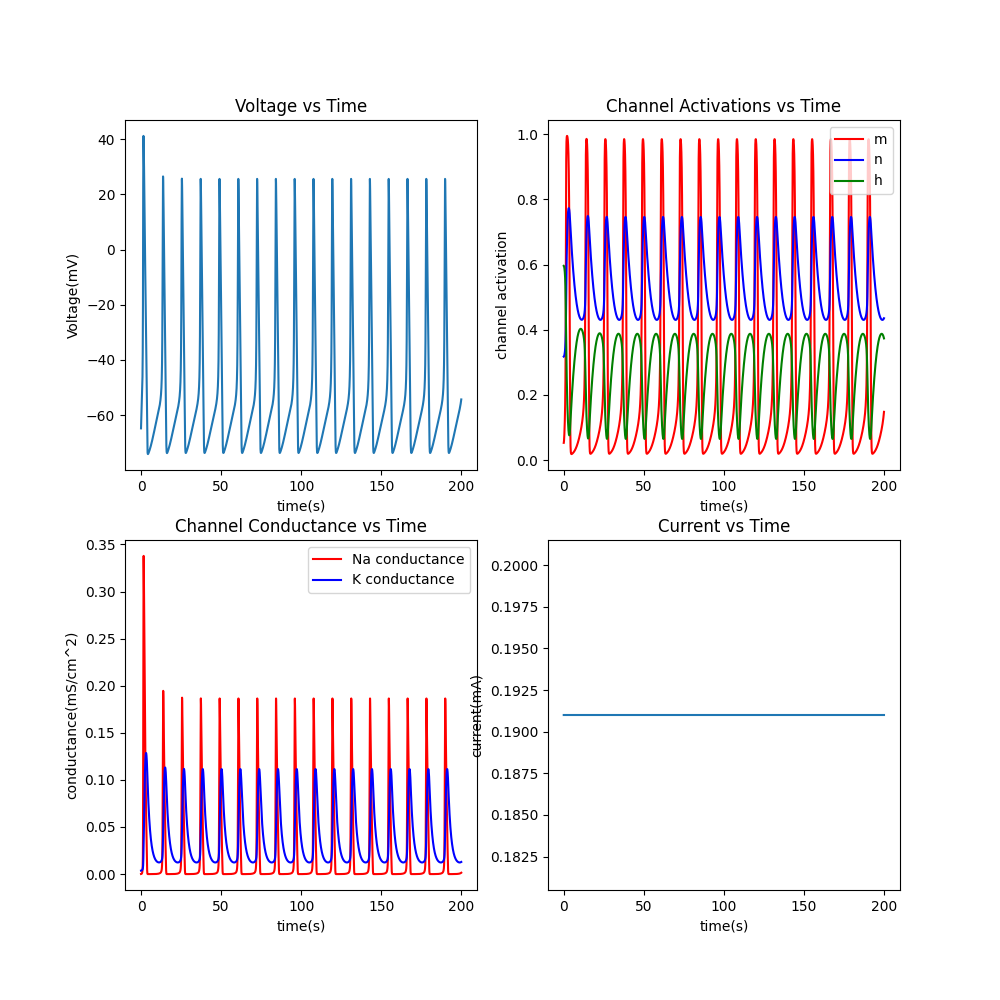 Voltage vs Time
40
20
0
−20
−40
−60
Voltage(mV)
0 50 100 150 200
time(s)
Channel Activations vs Time
1.0
0.8
0.6
0.4
0.2
0.0
channel activation
m
n
h
0 50 100 150 200
time(s)
Channel Conductance vs Time
0.35
0.30
0.25
0.20
0.15
0.10
0.05
0.00
conductance(mS/cm^2)
Na conductance
K conductance
0 50 100 150 200
time(s)
Current vs Time
0.2000
0.1975
0.1950
0.1925
0.1900
0.1875
0.1850
0.1825
current(mA)
0 50 100 150 200
time(s)